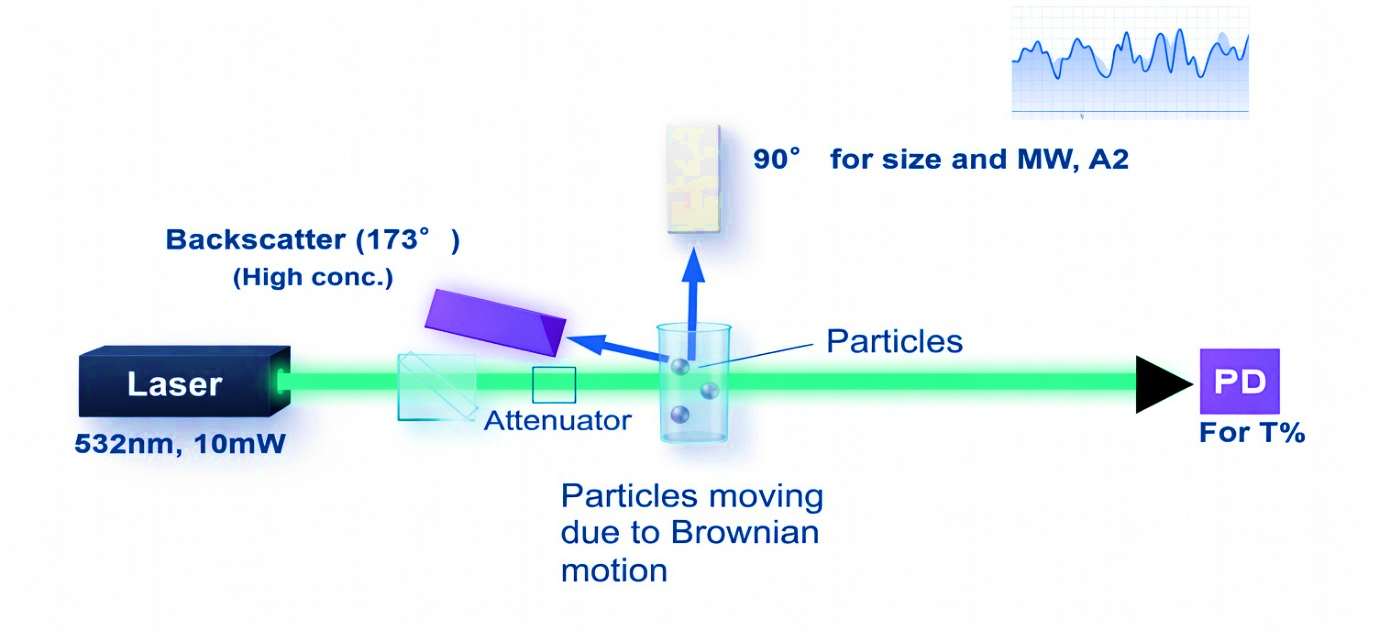 90° for size and MW, A2
Backscatter (173° )
(High conc.)
Particles
Laser
PD
Attenuator
532nm, 10mW
For T%
Particles moving
due to Brownian
motion